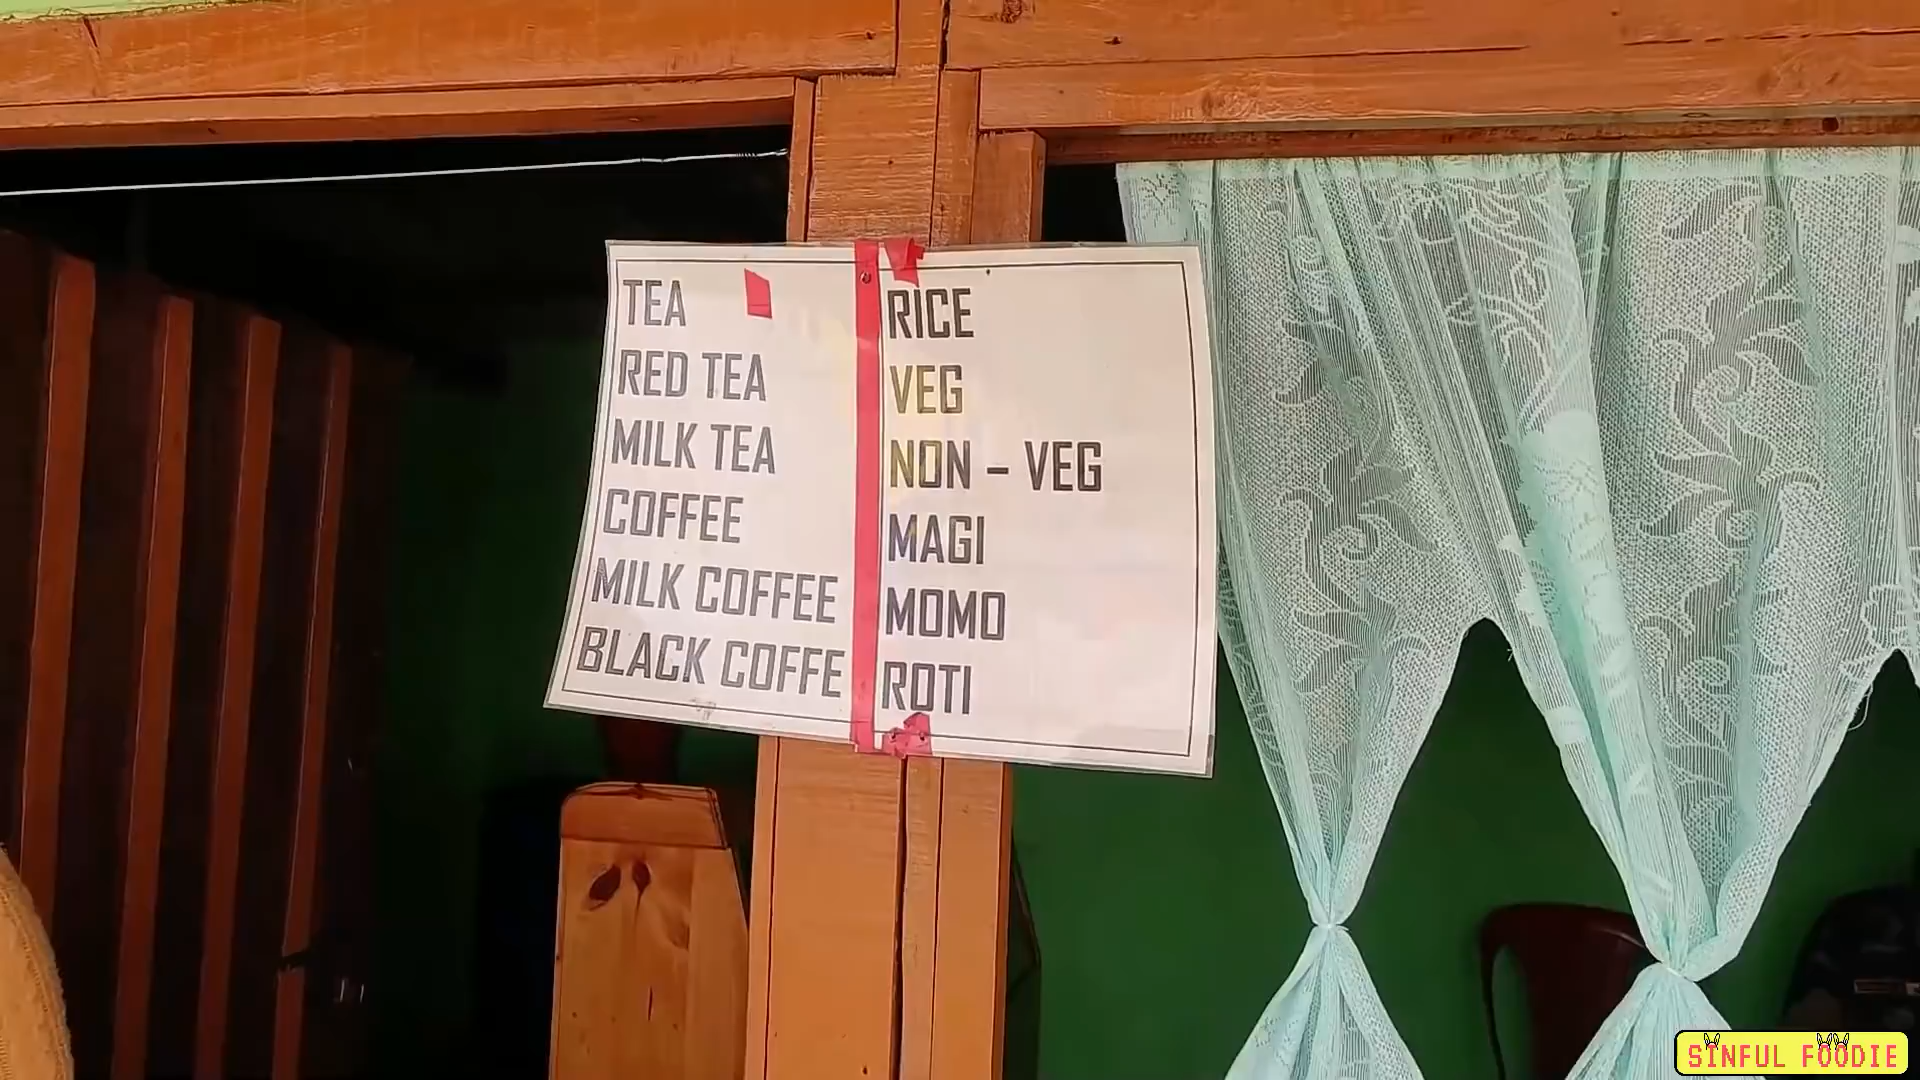 TEA
RED TEA
MILK TEA
COFFEE
MILK COFFEE
BLACK COFFE
RICE
VEG
NON – VEG
MAGI
MOMO
ROTI
SINFUL FOODIE